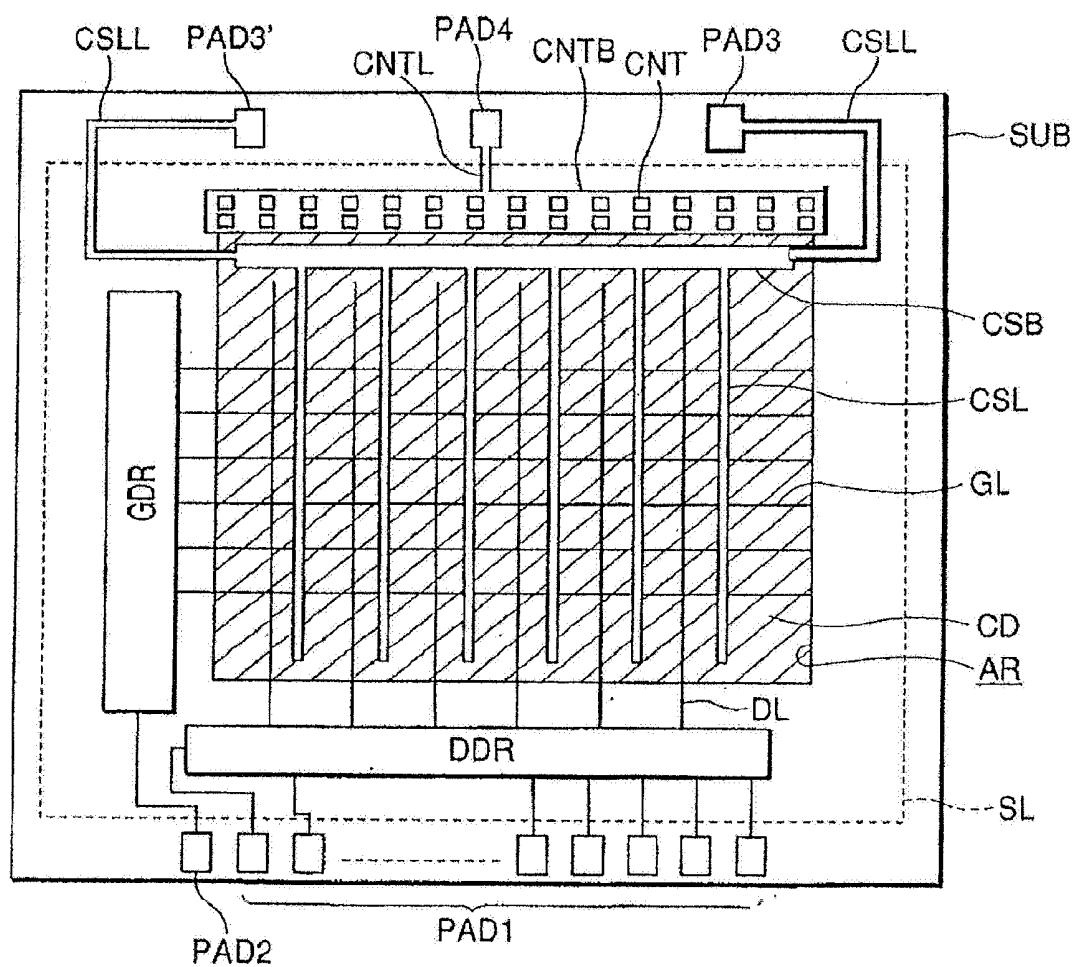 CSLL
PAD3'
PAD4
CNTL
CNTB
CNT
PAD3
CSLL
SUB
CSB
CSL
GL
GDR
CD
AR
DL
DDR
SL
PAD1
PAD2